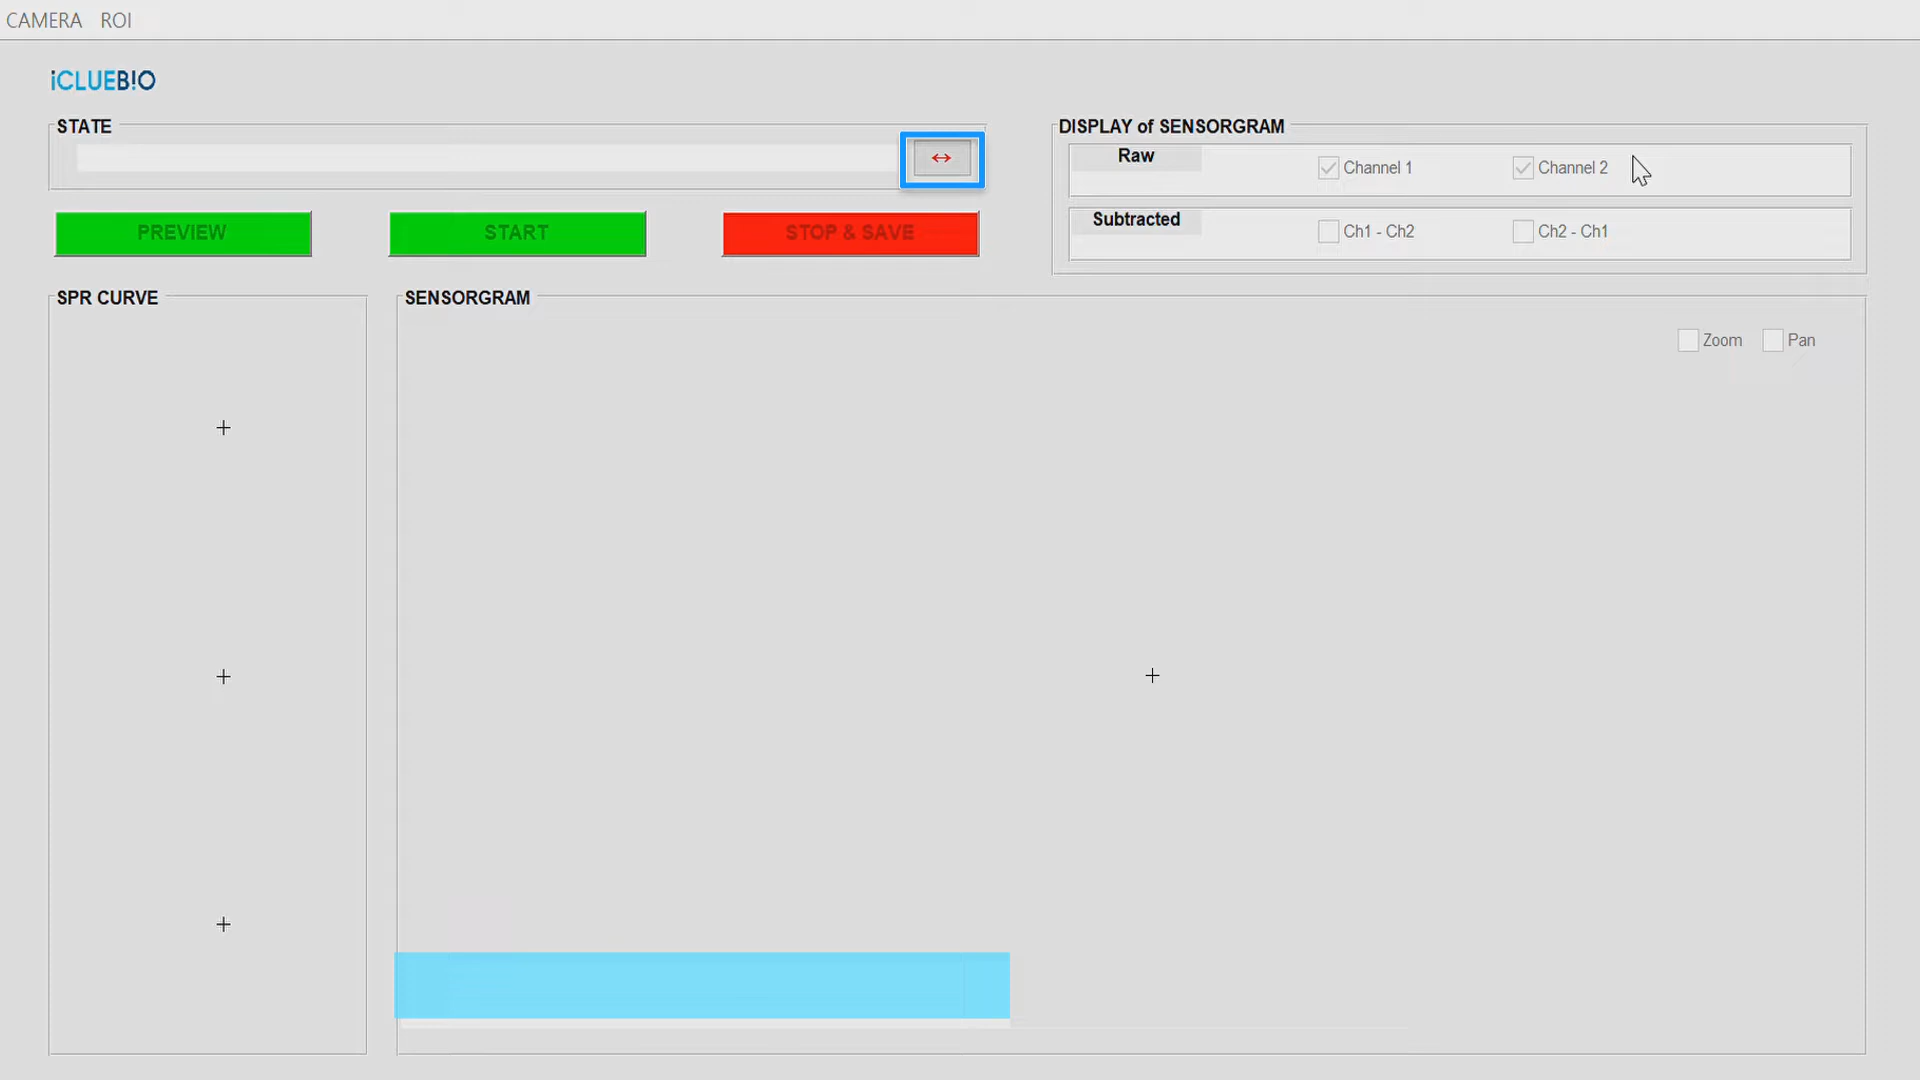 CAMERA ROI
iCLUEB!O
STATE
↔
PREVIEW START STOP & SAVE
DISPLAY of SENSORGRAM
Raw Channel 1 Channel 2
Subtracted Ch1 - Ch2 Ch2 - Ch1
SPR CURVE
SENSORGRAM
Zoom Pan